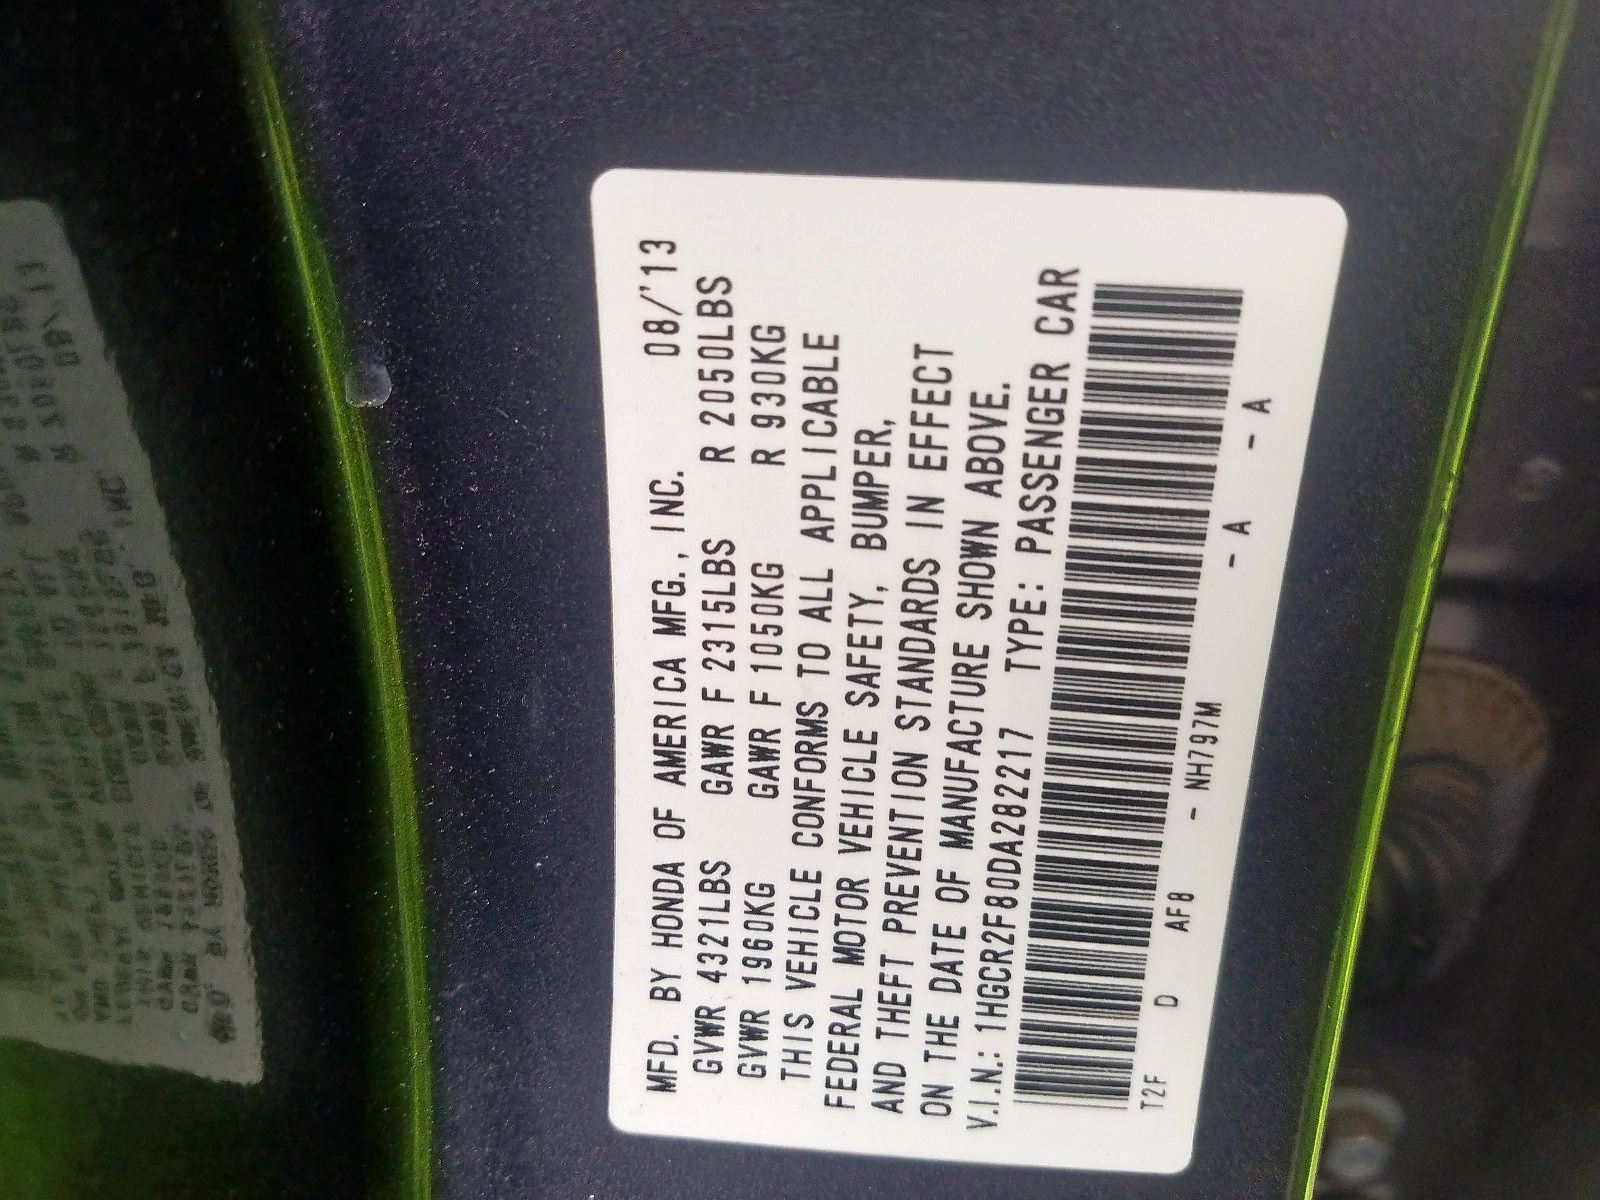 MFD. BY HONDA OF AMERICA MFG., INC. 08/'13
GVWR 4321LBS GAWR F 2315LBS R 2050LBS
GVWR 1960KG GAWR F 1050KG R 930KG
THIS VEHICLE CONFORMS TO ALL APPLICABLE
FEDERAL MOTOR VEHICLE SAFETY, BUMPER,
AND THEFT PREVENTION STANDARDS IN EFFECT
ON THE DATE OF MANUFACTURE SHOWN ABOVE.
V.I.N.: 1HGCR2F80DA282217 TYPE: PASSENGER CAR
T2F D AF8 - NH797M - A - A